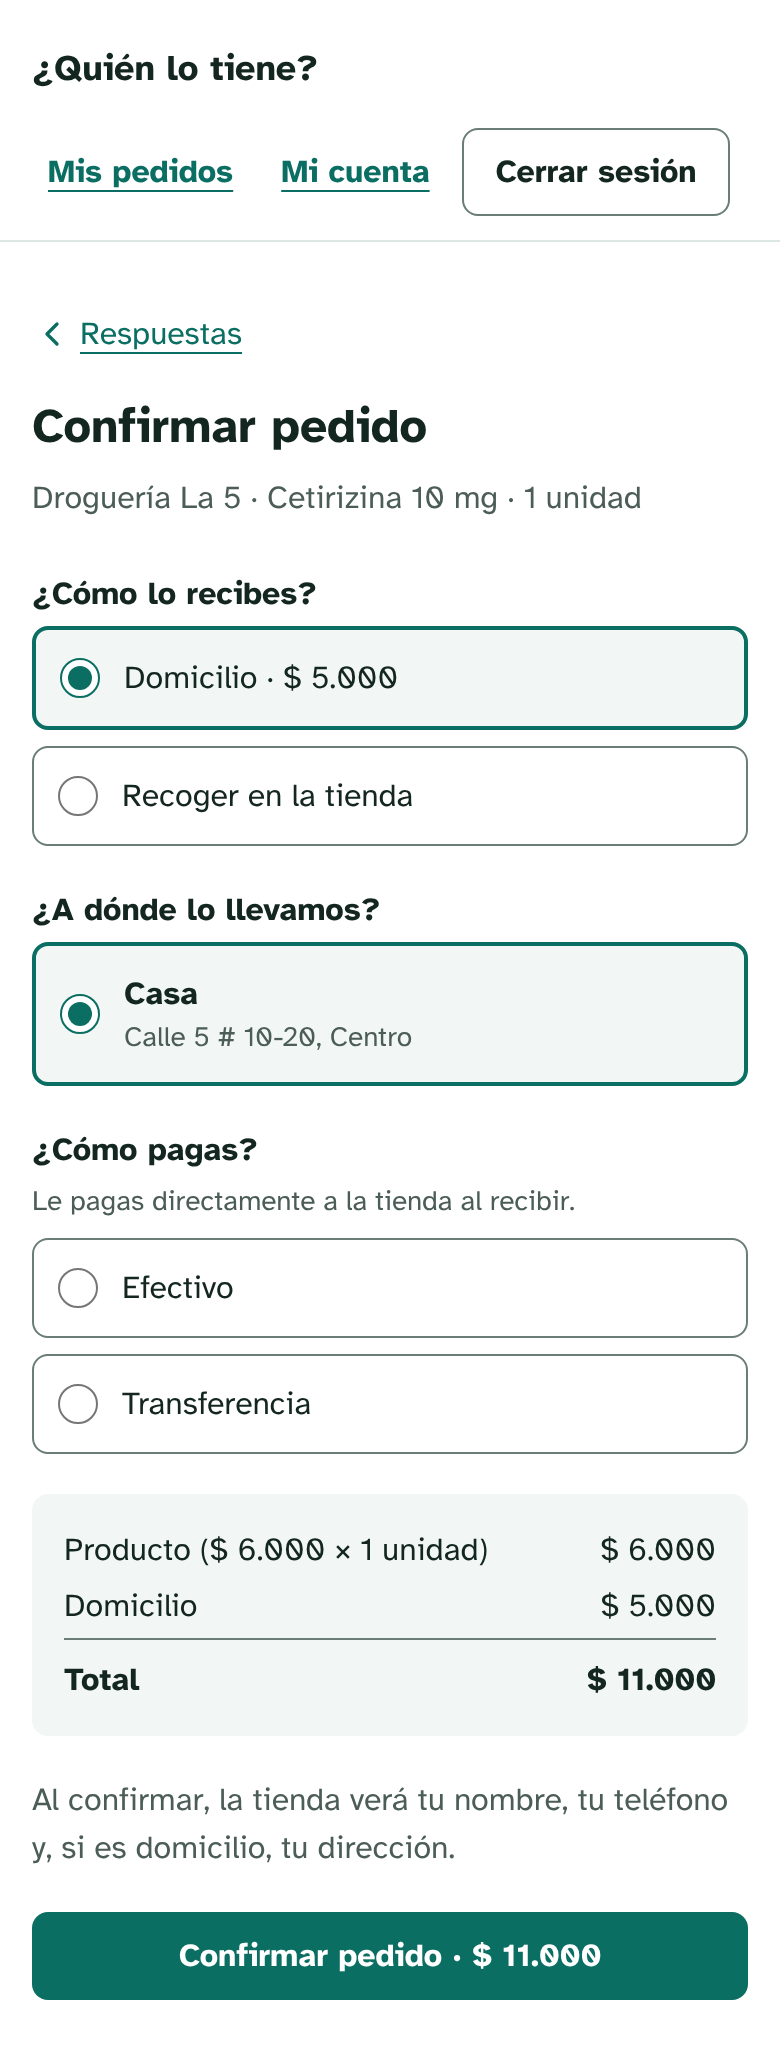 ¿Quién lo tiene?
Mis pedidos Mi cuenta Cerrar sesión
Respuestas
Confirmar pedido
Droguería La 5 · Cetirizina 10 mg · 1 unidad
¿Cómo lo recibes?
Domicilio · $ 5.000
Recoger en la tienda
¿A dónde lo llevamos?
Casa
Calle 5 # 10-20, Centro
¿Cómo pagas?
Le pagas directamente a la tienda al recibir.
Efectivo
Transferencia
Producto ($ 6.000 × 1 unidad) $ 6.000
Domicilio $ 5.000
Total $ 11.000
Al confirmar, la tienda verá tu nombre, tu teléfono
y, si es domicilio, tu dirección.
Confirmar pedido · $ 11.000